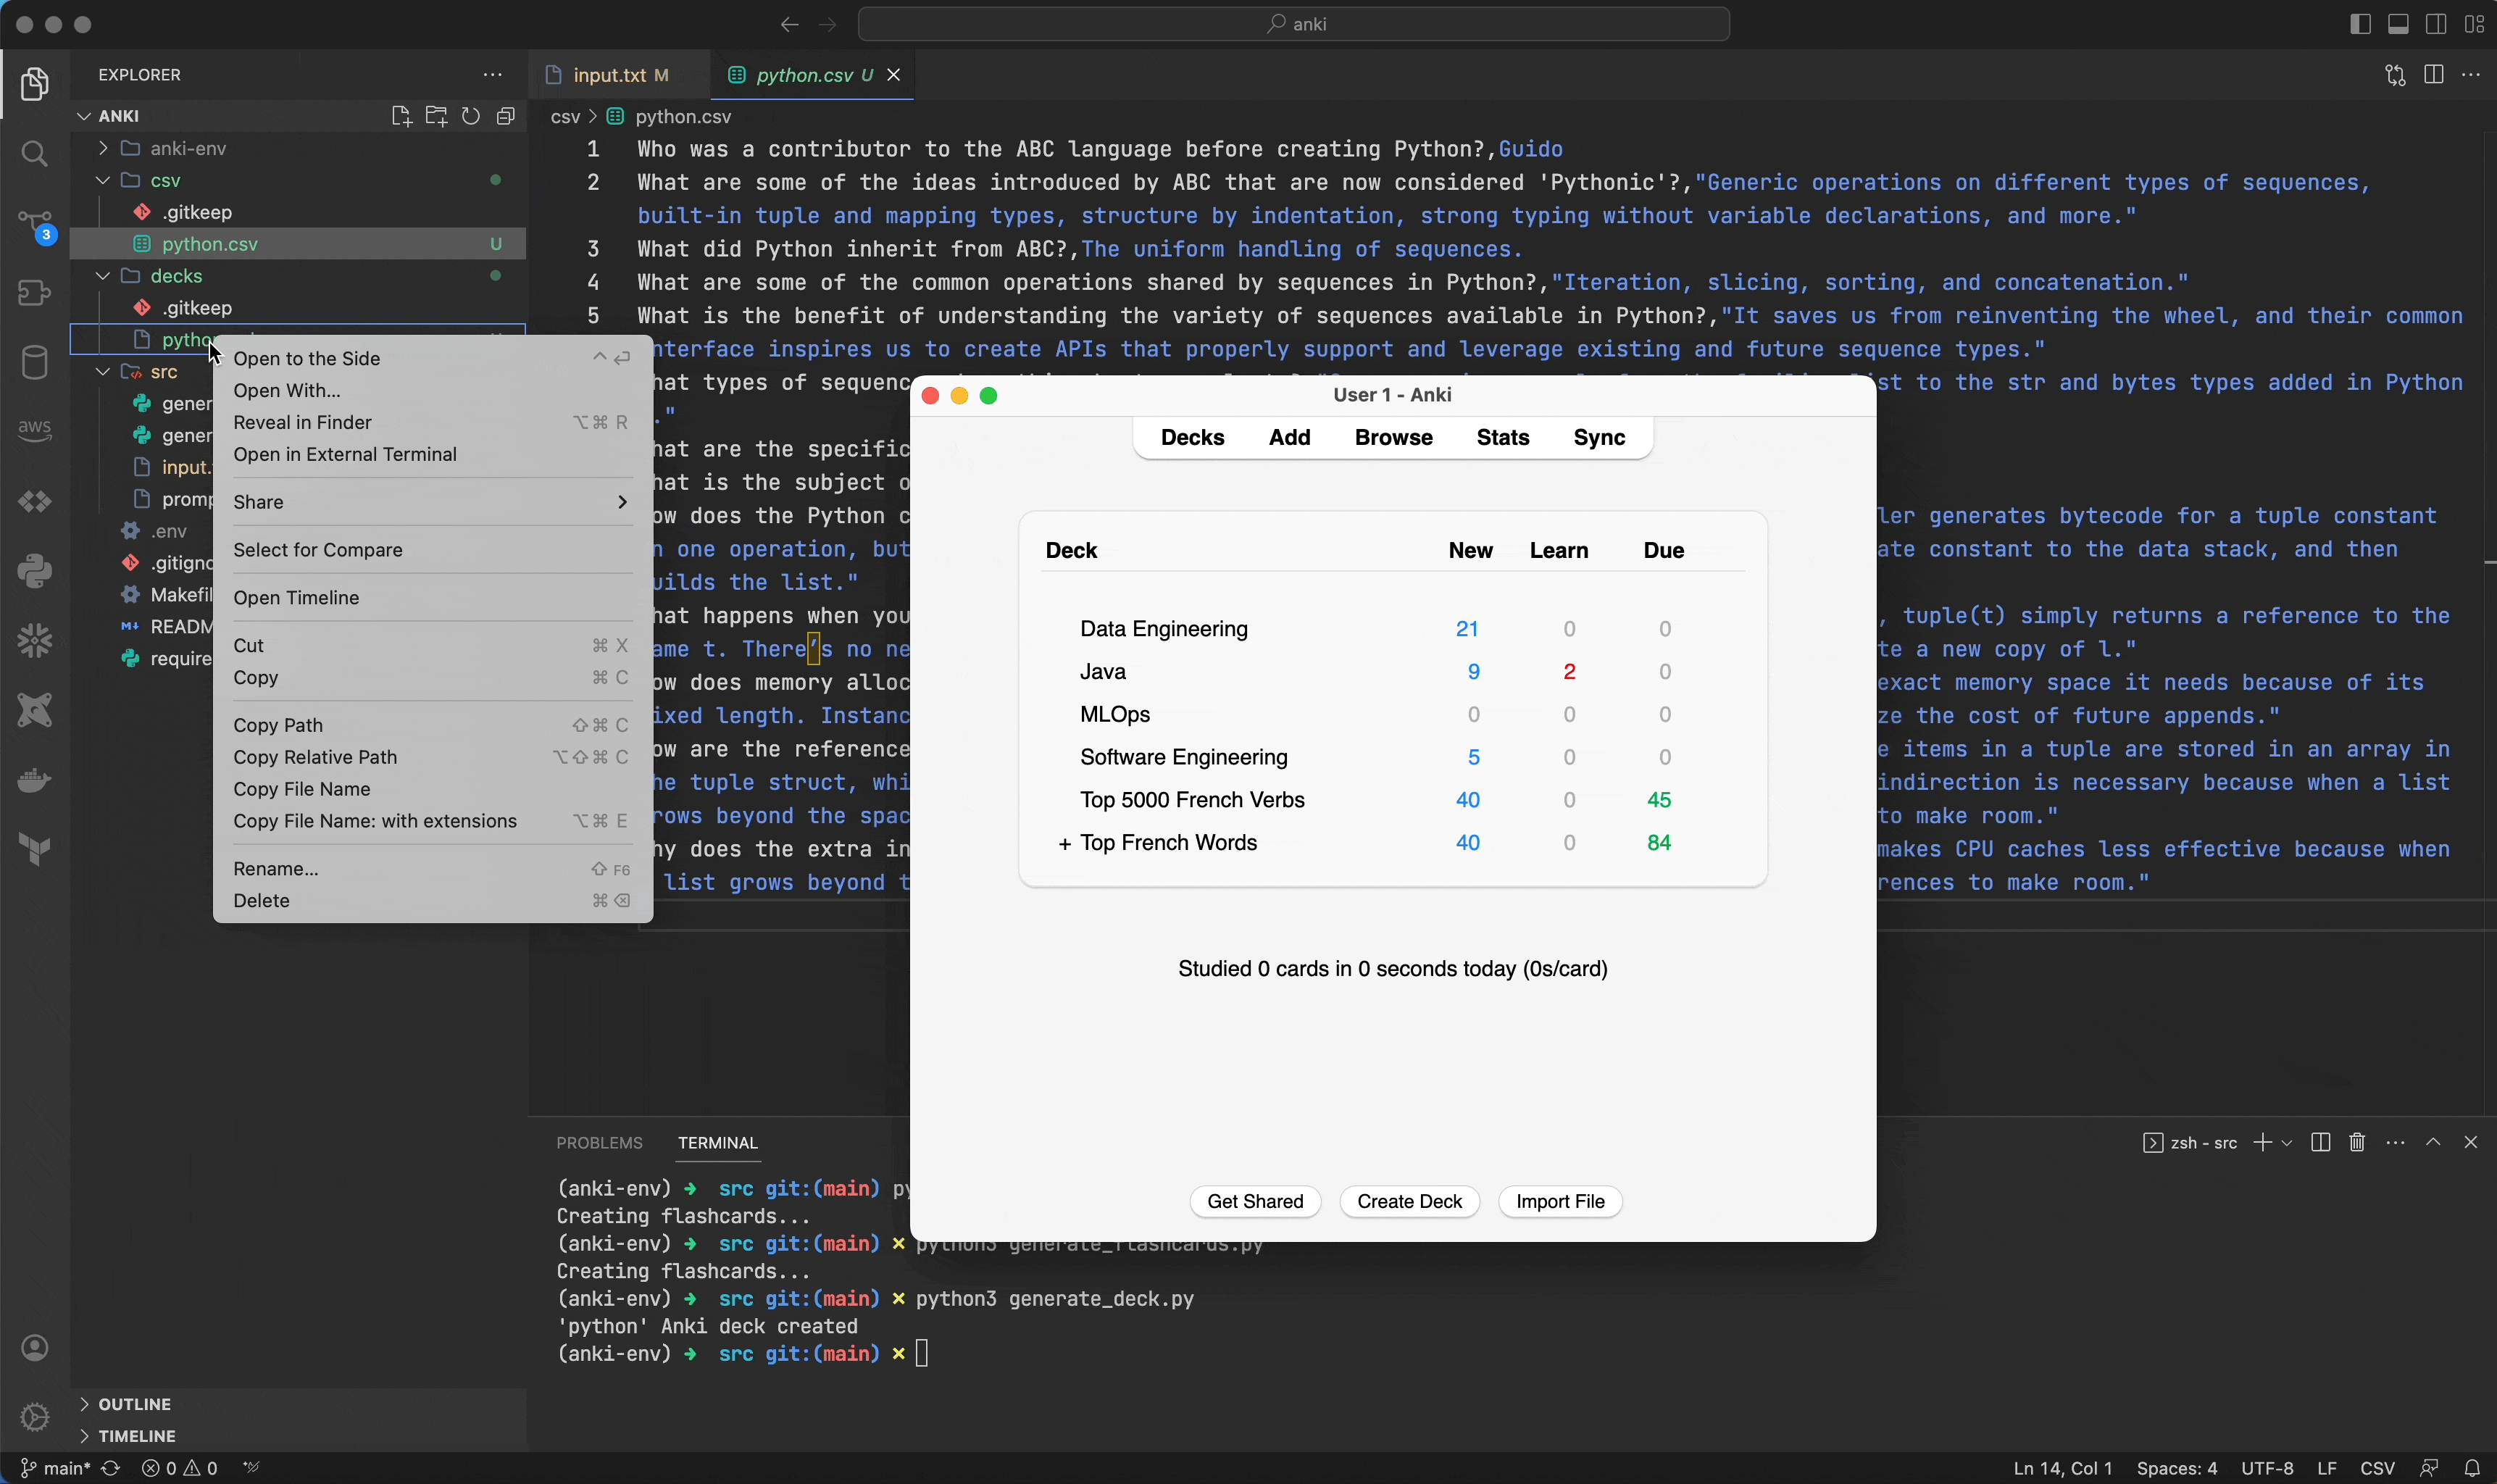 anki
EXPLORER
input.txt M
python.csv U
ANKI
csv > python.csv
anki-env
csv
.gitkeep
python.csv U
decks
.gitkeep
src
input.
.env
3
aws
1 Who was a contributor to the ABC language before creating Python?,Guido
2 What are some of the ideas introduced by ABC that are now considered 'Pythonic'?,"Generic operations on different types of sequences,
built-in tuple and mapping types, structure by indentation, strong typing without variable declarations, and more."
3 What did Python inherit from ABC?,The uniform handling of sequences.
4 What are some of the common operations shared by sequences in Python?,"Iteration, slicing, sorting, and concatenation."
5 What is the benefit of understanding the variety of sequences available in Python?,"It saves us from reinventing the wheel, and their common
nterface inspires us to create APIs that properly support and leverage existing and future sequence types."
hat types of sequenc
ist to the str and bytes types added in Python
."
hat are the specific
hat is the subject o
ow does the Python c
ler generates bytecode for a tuple constant
n one operation, but
ate constant to the data stack, and then
uilds the list."
hat happens when you
, tuple(t) simply returns a reference to the
ame t. There's no ne
te a new copy of l."
ow does memory alloc
exact memory space it needs because of its
ixed length. Instanc
ze the cost of future appends."
ow are the reference
e items in a tuple are stored in an array in
he tuple struct, whi
indirection is necessary because when a list
rows beyond the spac
to make room."
hy does the extra in
makes CPU caches less effective because when
list grows beyond t
rences to make room."
Open to the Side
Open With...
Reveal in Finder ⌥⌘ R
Open in External Terminal
Share
Select for Compare
Open Timeline
Cut ⌘ X
Copy ⌘ C
Copy Path ⇧⌘ C
Copy Relative Path ⌥⇧⌘ C
Copy File Name
Copy File Name: with extensions ⌥⌘ E
Rename... ⇧ F6
Delete ⌘ ⌫
User 1 - Anki
Decks Add Browse Stats Sync
Deck New Learn Due
Data Engineering 21 0 0
Java 9 2 0
MLOps 0 0 0
Software Engineering 5 0 0
Top 5000 French Verbs 40 0 45
+ Top French Words 40 0 84
Studied 0 cards in 0 seconds today (0s/card)
Get Shared Create Deck Import File
PROBLEMS TERMINAL
zsh - src
(anki-env) → src git:(main) py
Creating flashcards...
(anki-env) → src git:(main) × python3 generate_flashcards.py
Creating flashcards...
(anki-env) → src git:(main) × python3 generate_deck.py
'python' Anki deck created
(anki-env) → src git:(main) ×
OUTLINE
TIMELINE
main* 0 0
Ln 14, Col 1 Spaces: 4 UTF-8 LF CSV